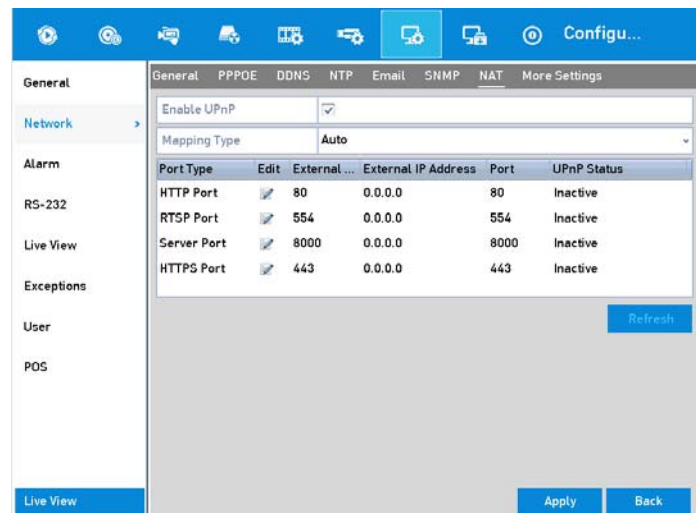 Configu...
General
Network
Alarm
RS-232
Live View
Exceptions
User
POS
Live View
General PPPOE DDNS NTP Email SNMP NAT More Settings
Enable UPnP
Mapping Type Auto
Port Type Edit External ... External IP Address Port UPnP Status
HTTP Port 80 0.0.0.0 80 Inactive
RTSP Port 554 0.0.0.0 554 Inactive
Server Port 8000 0.0.0.0 8000 Inactive
HTTPS Port 443 0.0.0.0 443 Inactive
Refresh
Apply Back